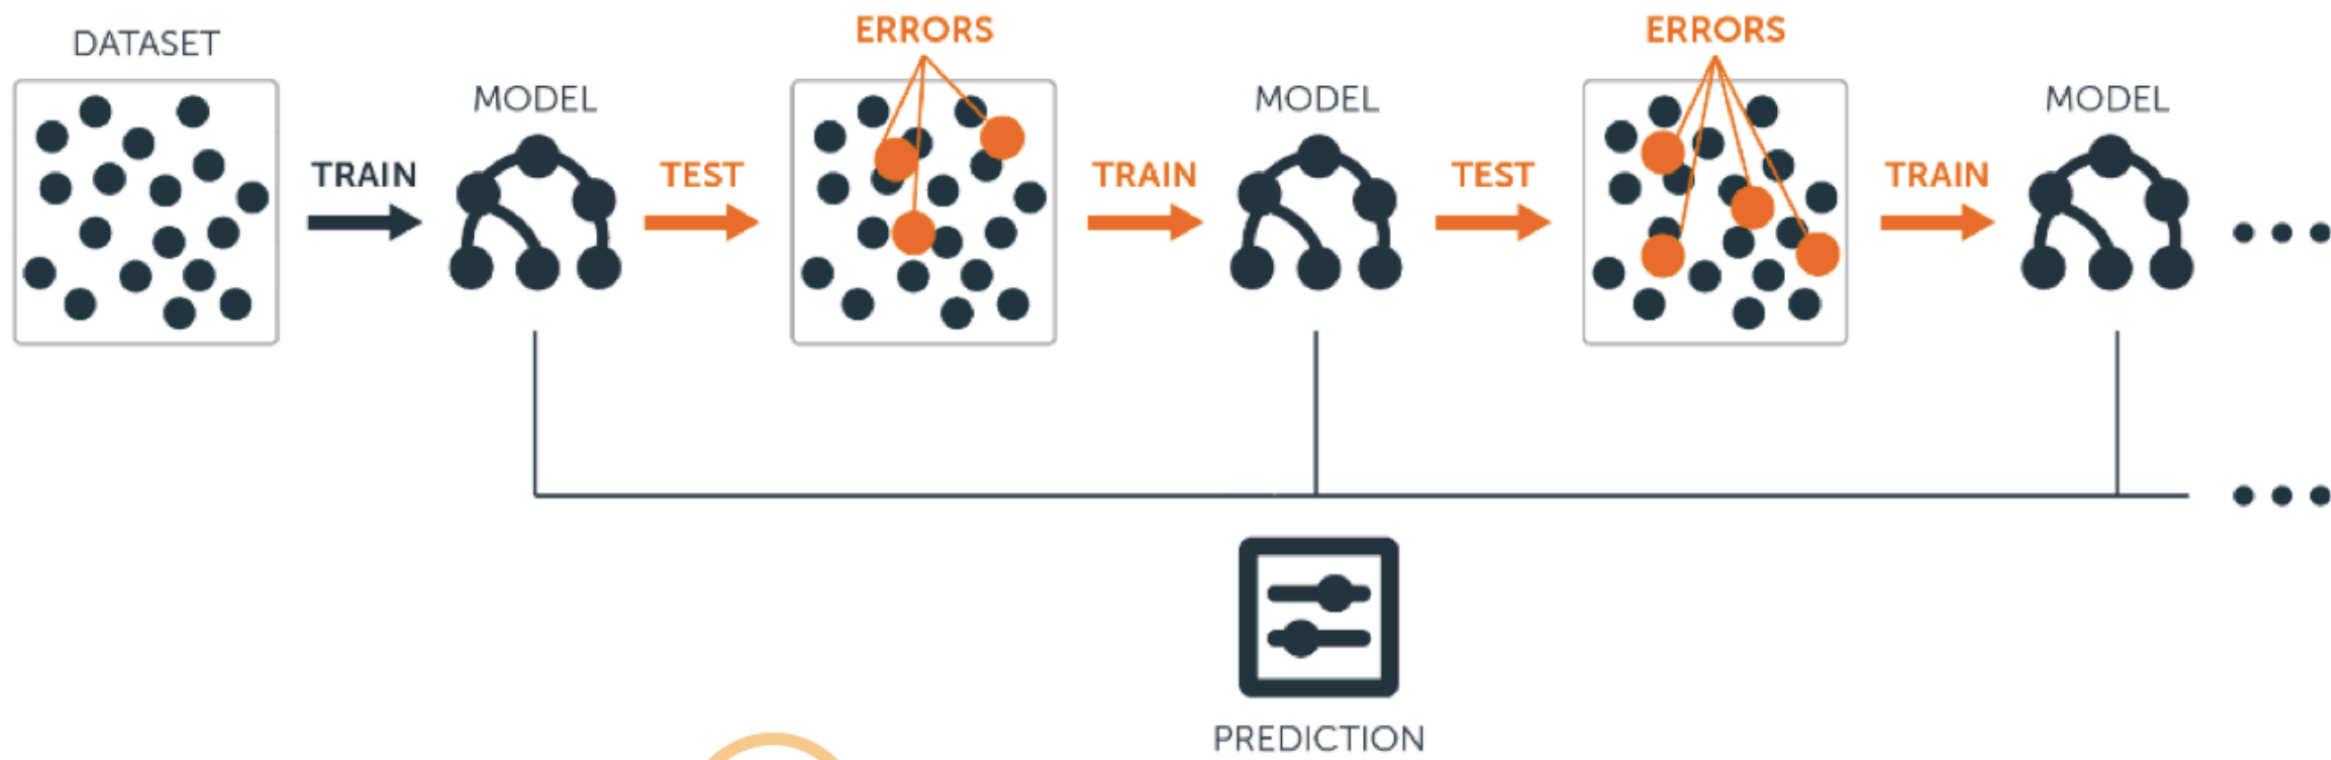 DATASET
TRAIN
MODEL
TEST
ERRORS
TRAIN
MODEL
TEST
ERRORS
TRAIN
MODEL
PREDICTION